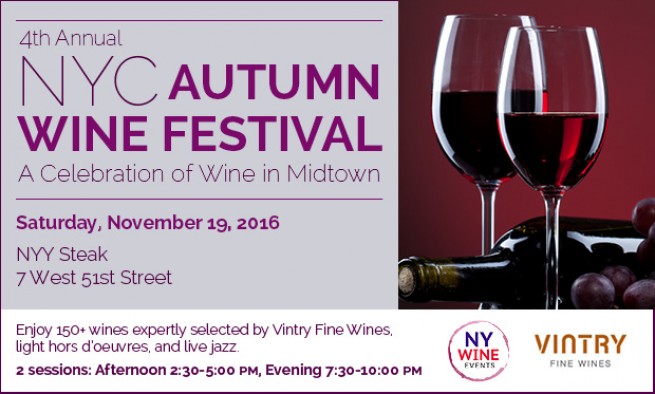 4th Annual
NYC AUTUMN
WINE FESTIVAL
A Celebration of Wine in Midtown
Saturday, November 19, 2016
NYY Steak
7 West 51st Street
Enjoy 150+ wines expertly selected by Vintry Fine Wines,
light hors d'oeuvres, and live jazz.
2 sessions: Afternoon 2:30-5:00 PM, Evening 7:30-10:00 PM
NY
WINE
EVENTS
VINTRY
FINE WINES